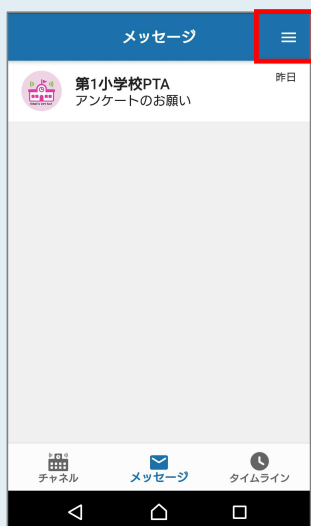 メッセージ
昨日
第1小学校PTA
アンケートのお願い
チャネル
メッセージ
タイムライン